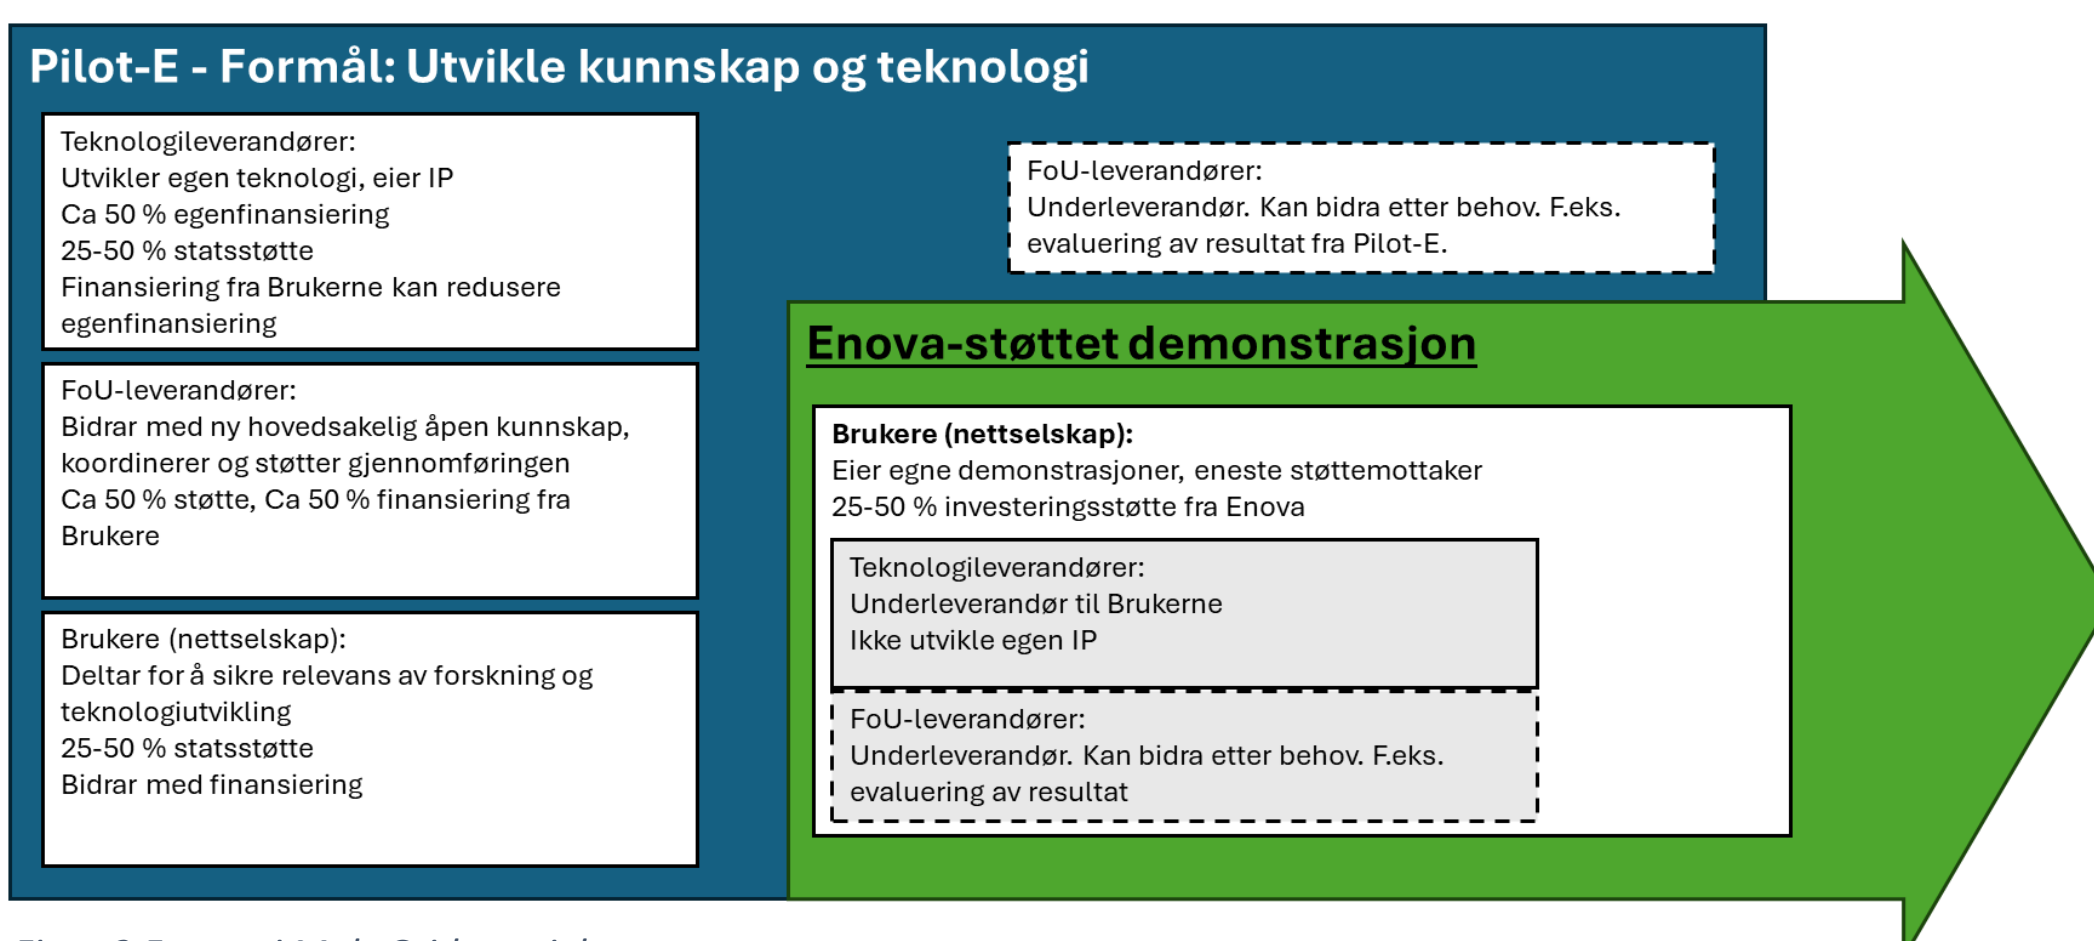 Pilot-E - Formål: Utvikle kunnskap og teknologi
Teknologileverandører:
Utvikler egen teknologi, eier IP
Ca 50 % egenfinansiering
25-50 % statsstøtte
Finansiering fra Brukerne kan redusere
egenfinansiering
FoU-leverandører:
Bidrar med ny hovedsakelig åpen kunnskap,
koordinerer og støtter gjennomføringen
Ca 50 % støtte, Ca 50 % finansiering fra
Brukere
Brukere (nettselskap):
Deltar for å sikre relevans av forskning og
teknologiutvikling
25-50 % statsstøtte
Bidrar med finansiering
FoU-leverandører:
Underleverandør. Kan bidra etter behov. F.eks.
evaluering av resultat fra Pilot-E.
Enova-støttet demonstrasjon
Brukere (nettselskap):
Eier egne demonstrasjoner, eneste støttemottaker
25-50 % investeringsstøtte fra Enova
Teknologileverandører:
Underleverandør til Brukerne
Ikke utvikle egen IP
FoU-leverandører:
Underleverandør. Kan bidra etter behov. F.eks.
evaluering av resultat